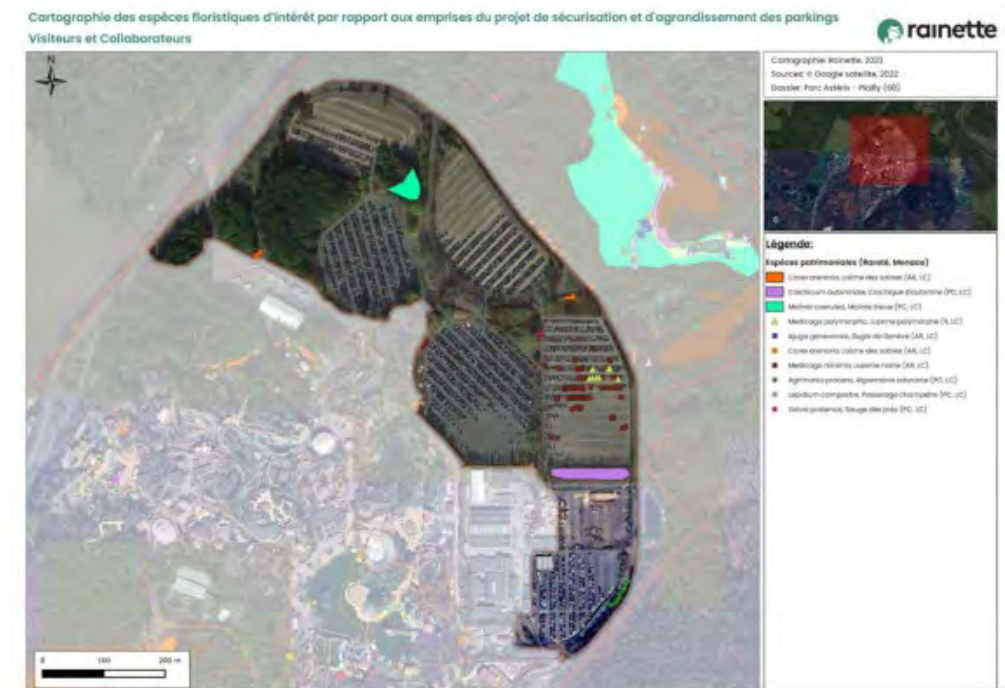 Cartographie des espèces floristiques d'intérêt par rapport aux emprises du projet de sécurisation et d'agrandissement des parkings
Visiteurs et Collaborateurs
rainette
N
Cartographie: Rainette, 2023
Sources: © Google satellite, 2022
Dossier: Parc Astérix - Plailly (60)
Légende:
Espèces patrimoniales (Rareté, Menace)
Carex arenaria, Laîche des sables (AR, LC)
Colchicum autumnale, Colchique d'automne (PC, LC)
Molinia caerulea, Molinie bleue (PC, LC)
Medicago polymorpha, Luzerne polymorphe (R, LC)
Ajuga genevensis, Bugle de Genève (AR, LC)
Carex arenaria, Laîche des sables (AR, LC)
Medicago minima, Luzerne naine (AR, LC)
Agrimonia procera, Aigremoine odorante (PC, LC)
Lepidium campestre, Passerage champêtre (PC, LC)
Salvia pratensis, Sauge des prés (PC, LC)
0 100 200 m